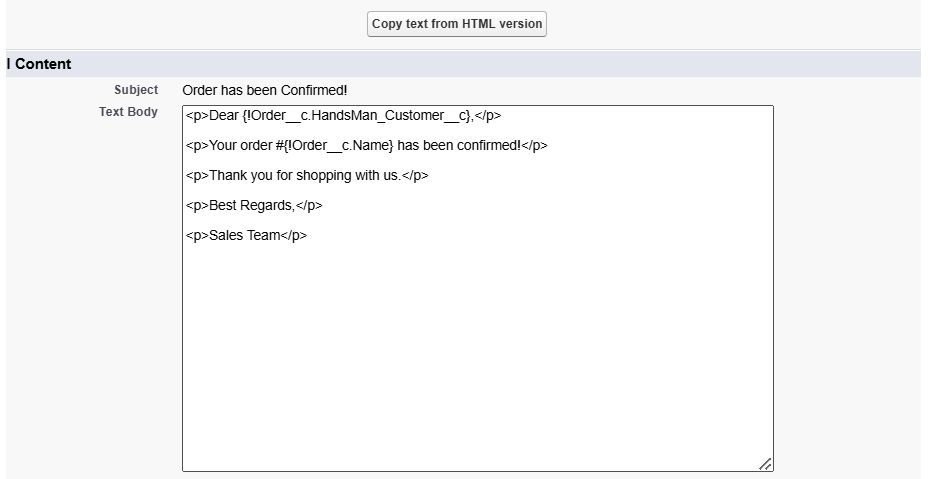 Copy text from HTML version
l Content
Subject Order has been Confirmed!
Text Body
<p>Dear {!Order__c.HandsMan_Customer__c},</p>
<p>Your order #{!Order__c.Name} has been confirmed!</p>
<p>Thank you for shopping with us.</p>
<p>Best Regards,</p>
<p>Sales Team</p>